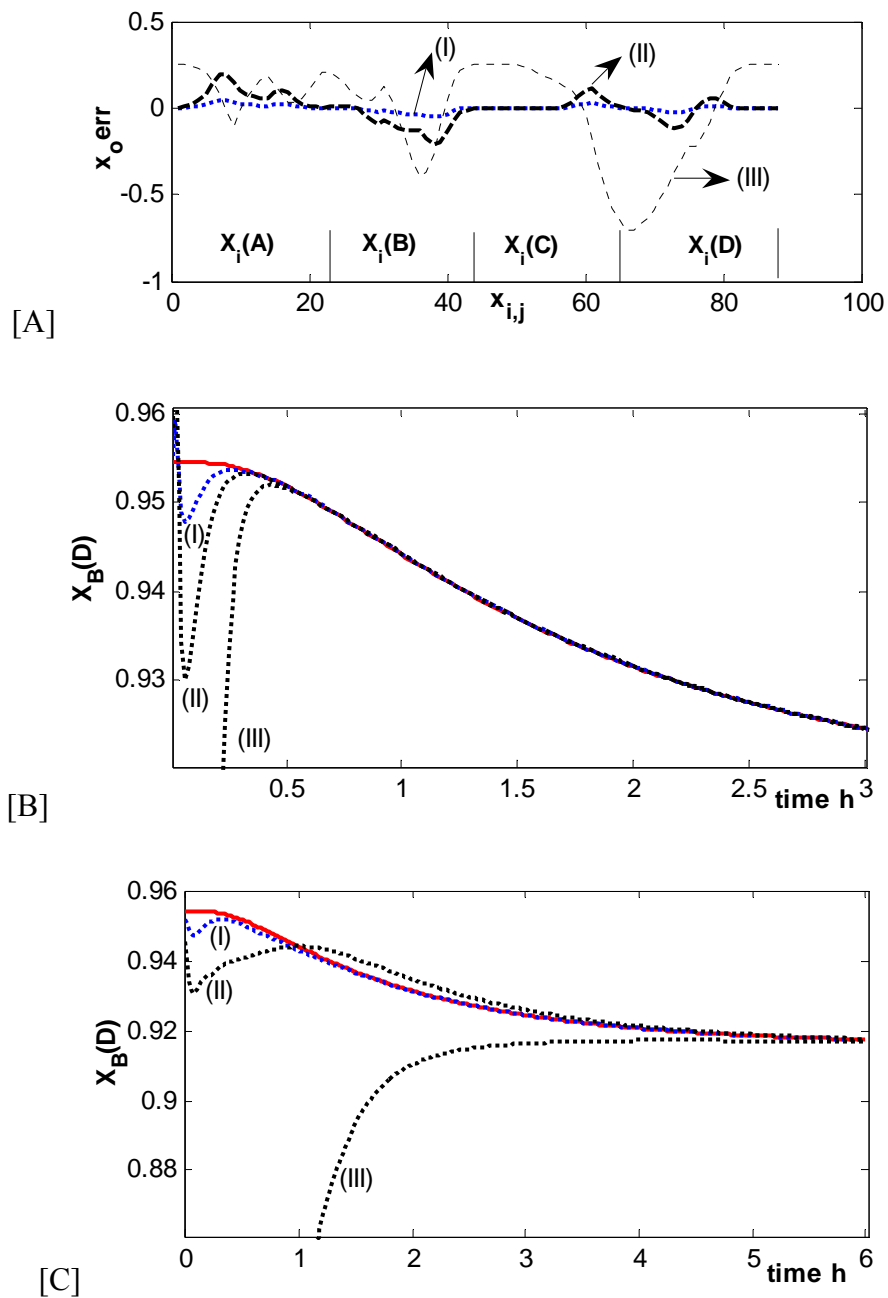 0.5
(I)
(II)
0
x_o err
-0.5
(III)
X_i(A) X_i(B) X_i(C) X_i(D)
-1
0 20 40 60 80 100
x_i,j
[A]
0.96
0.95
(I)
X_B(D)
0.94
0.93
(II)
(III)
0.5 1 1.5 2 2.5 3
time h
[B]
0.96
(I)
0.94
(II)
0.92
X_B(D)
0.9
0.88
(III)
0 1 2 3 4 5 6
time h
[C]